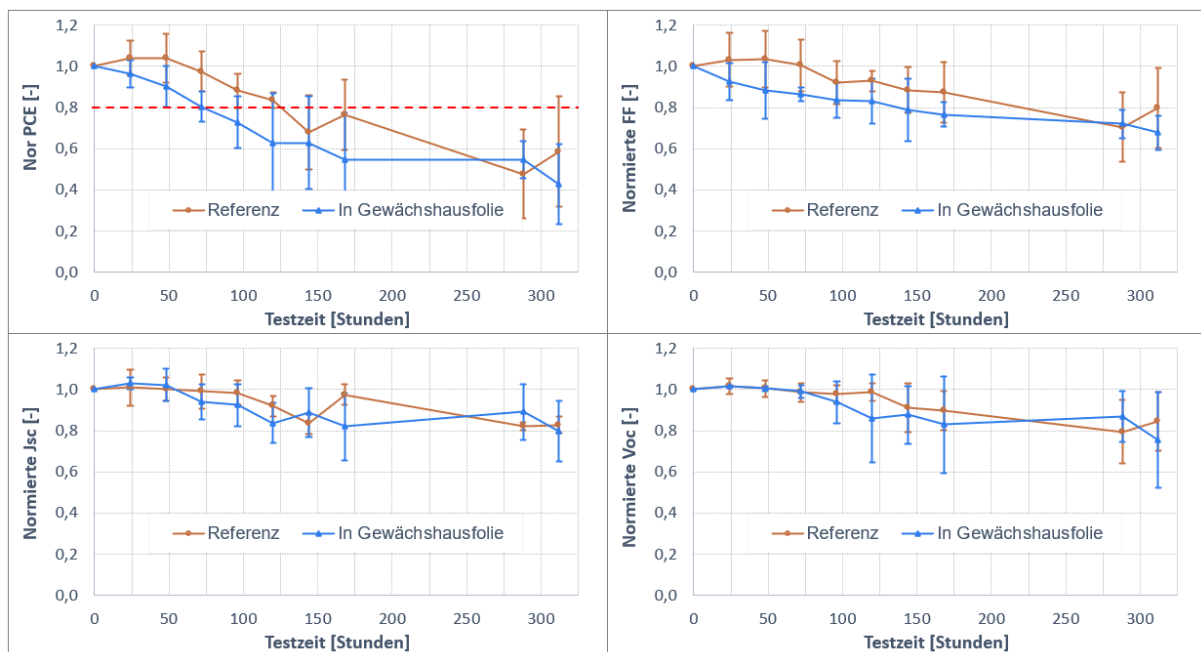 Nor PCE [-]
1,2
1,0
0,8
0,6
0,4
0,2
0,0
Referenz In Gewächshausfolie
0 50 100 150 200 250 300
Testzeit [Stunden]
Normierte FF [-]
1,2
1,0
0,8
0,6
0,4
0,2
0,0
Referenz In Gewächshausfolie
0 50 100 150 200 250 300
Testzeit [Stunden]
Normierte Jsc [-]
1,2
1,0
0,8
0,6
0,4
0,2
0,0
Referenz In Gewächshausfolie
0 50 100 150 200 250 300
Testzeit [Stunden]
Normierte Voc [-]
1,2
1,0
0,8
0,6
0,4
0,2
0,0
Referenz In Gewächshausfolie
0 50 100 150 200 250 300
Testzeit [Stunden]